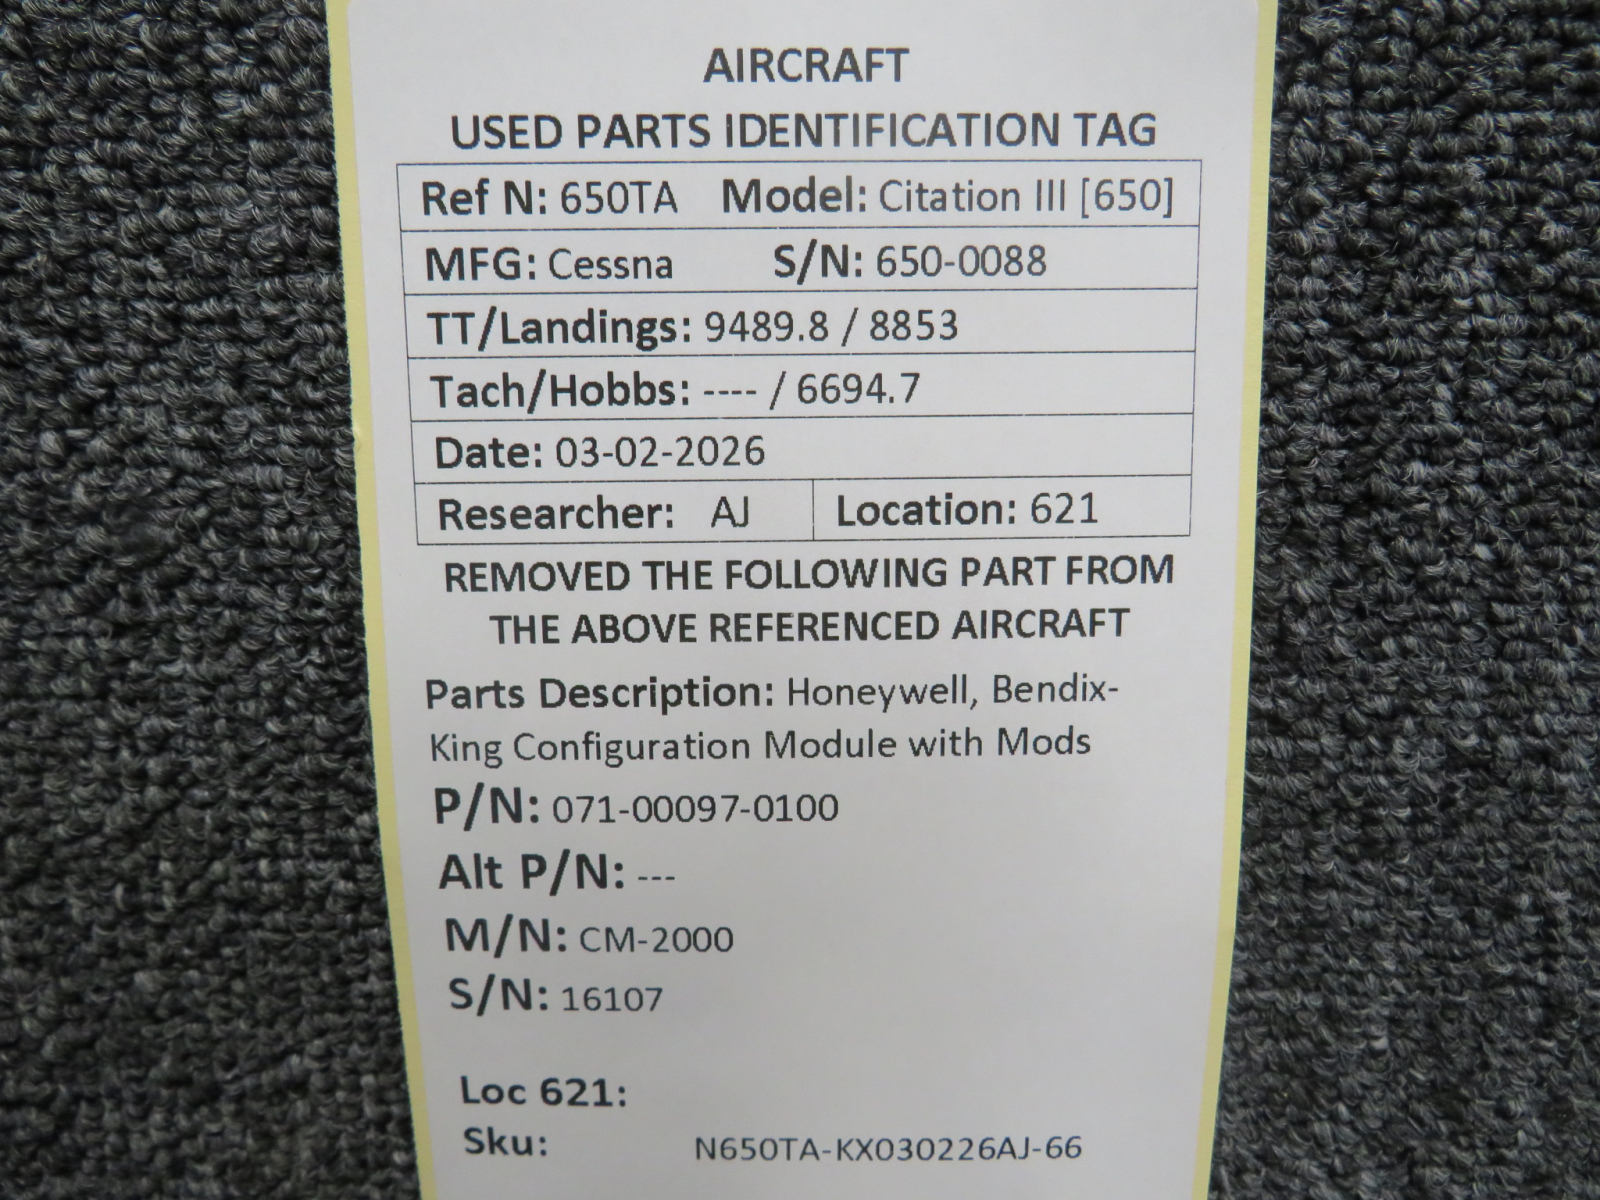 AIRCRAFT
USED PARTS IDENTIFICATION TAG
Ref N: 650TA Model: Citation III [650]
MFG: Cessna S/N: 650-0088
TT/Landings: 9489.8 / 8853
Tach/Hobbs: ---- / 6694.7
Date: 03-02-2026
Researcher: AJ Location: 621
REMOVED THE FOLLOWING PART FROM
THE ABOVE REFERENCED AIRCRAFT
Parts Description: Honeywell, Bendix-
King Configuration Module with Mods
P/N: 071-00097-0100
Alt P/N: ---
M/N: CM-2000
S/N: 16107
Loc 621:
Sku: N650TA-KX030226AJ-66